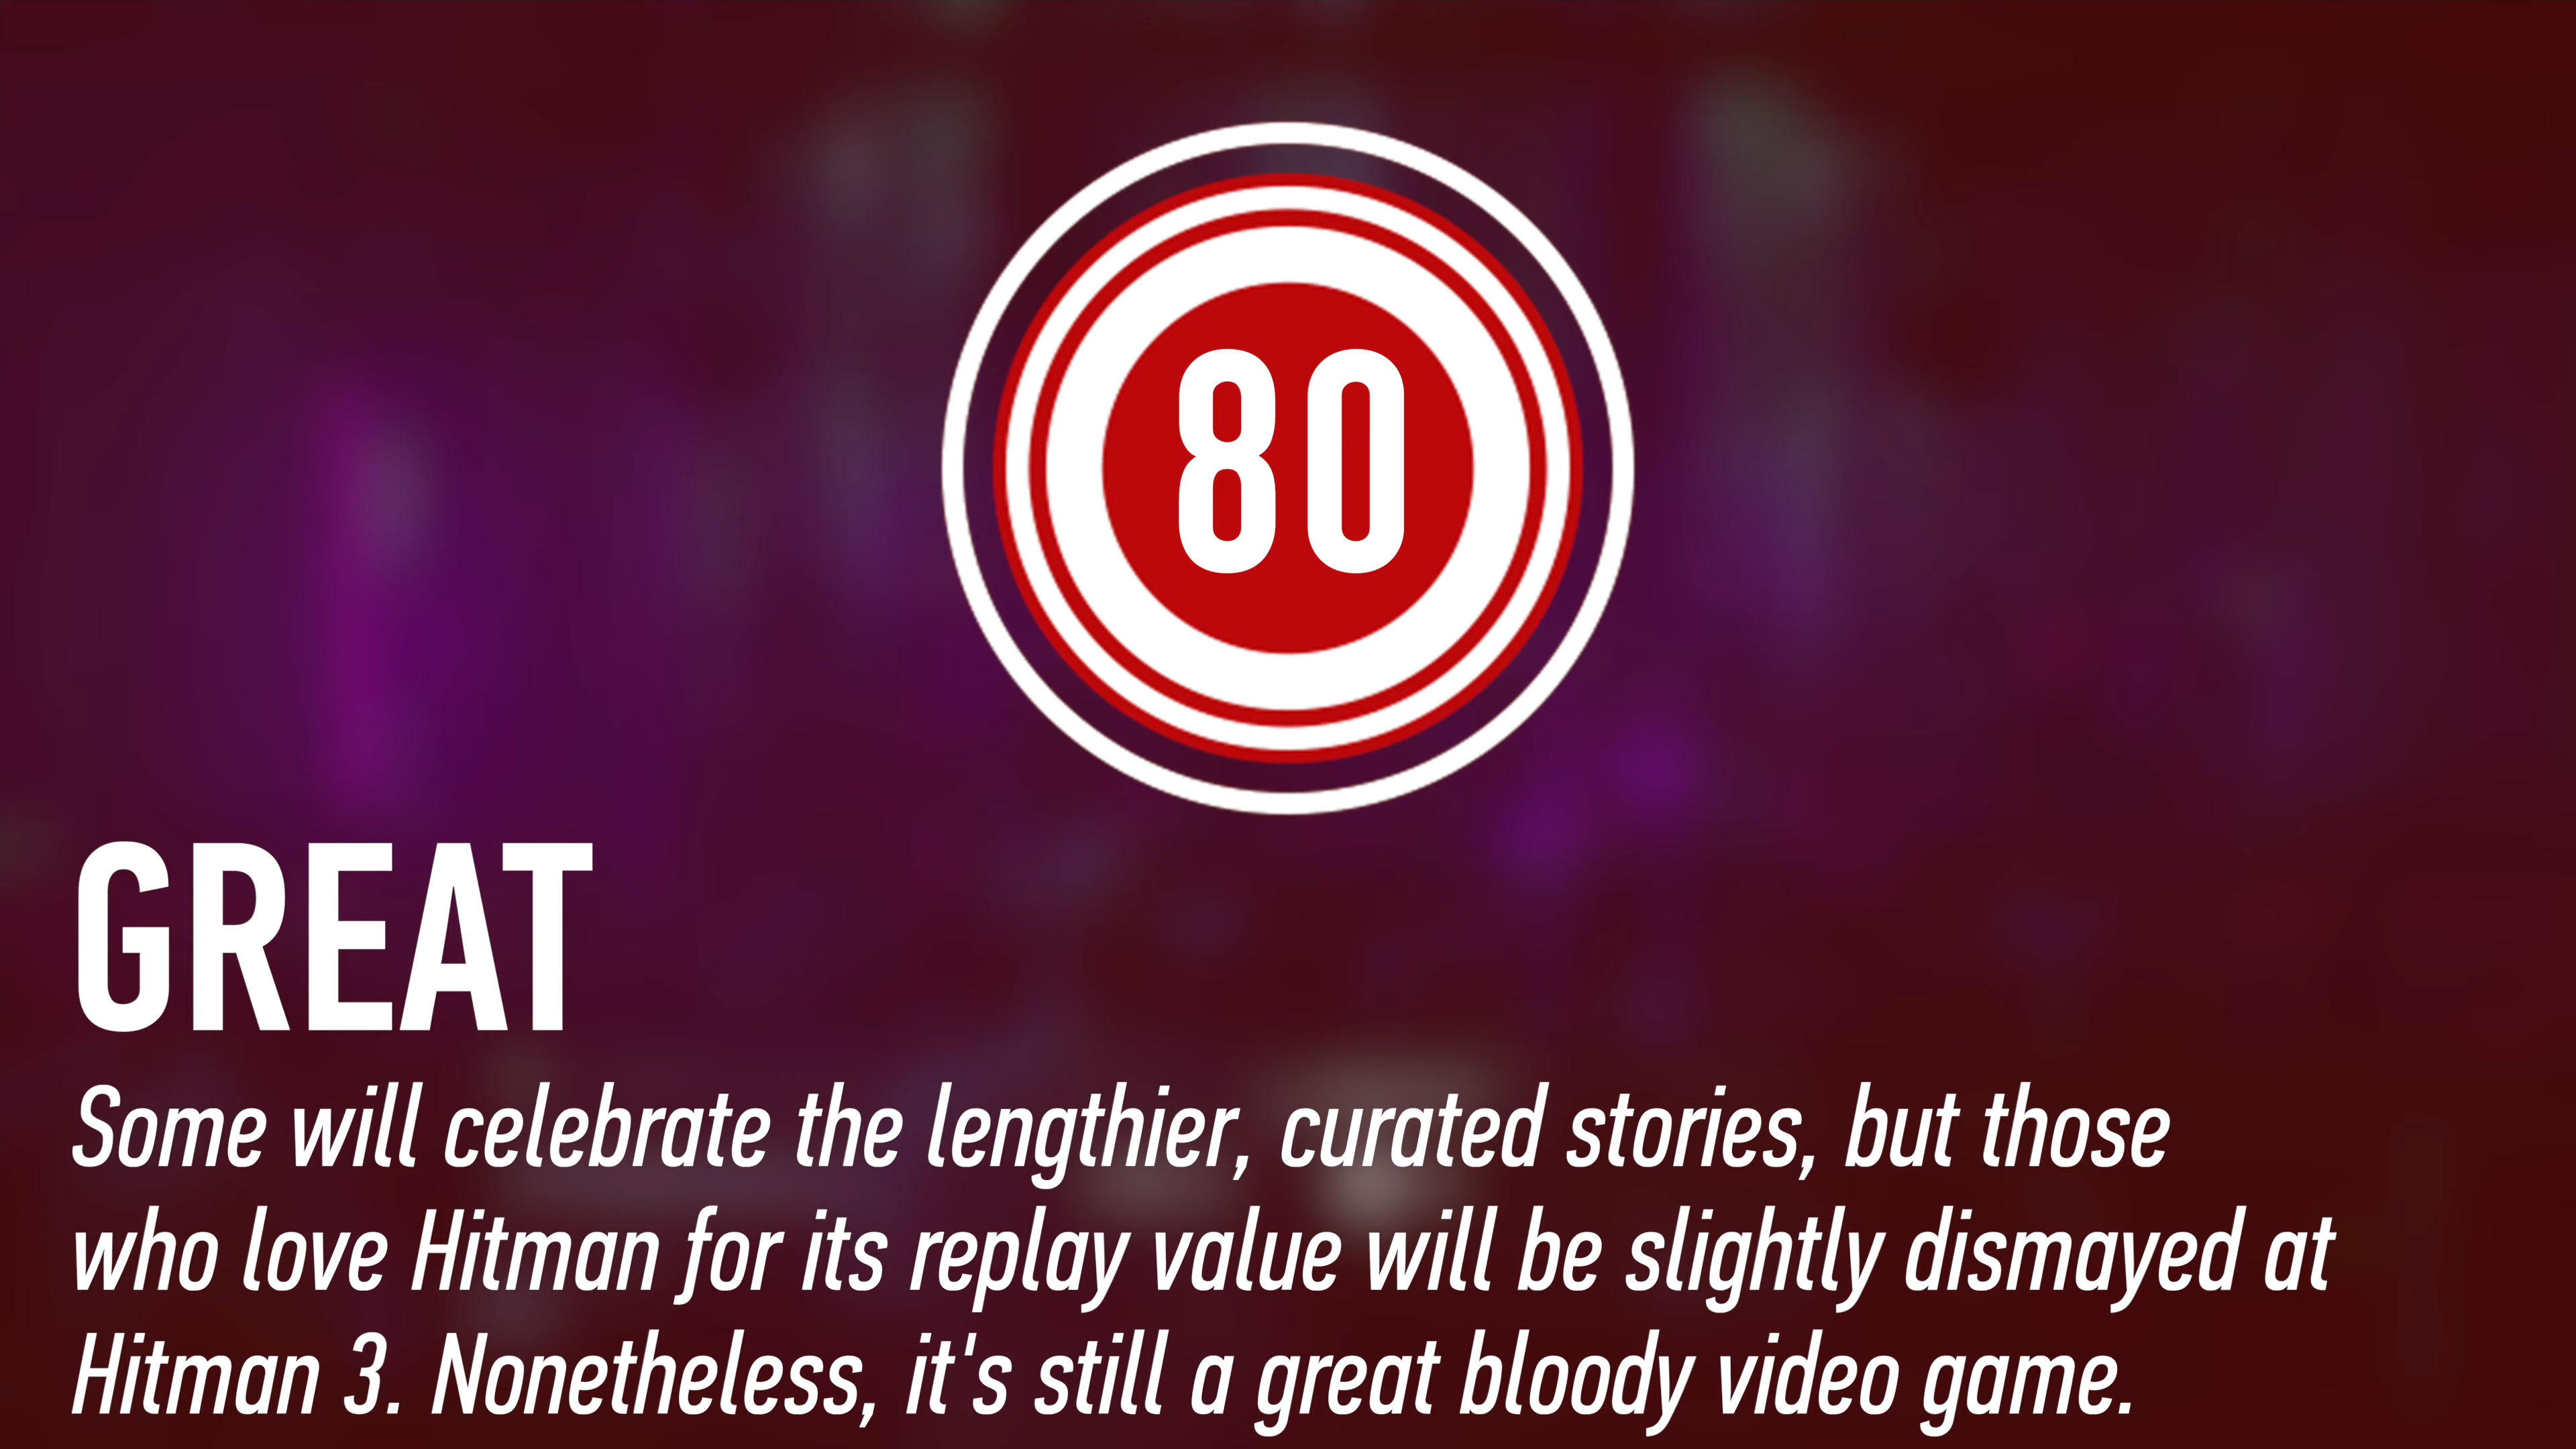 80
GREAT
Some will celebrate the lengthier, curated stories, but those
who love Hitman for its replay value will be slightly dismayed at
Hitman 3. Nonetheless, it's still a great bloody video game.